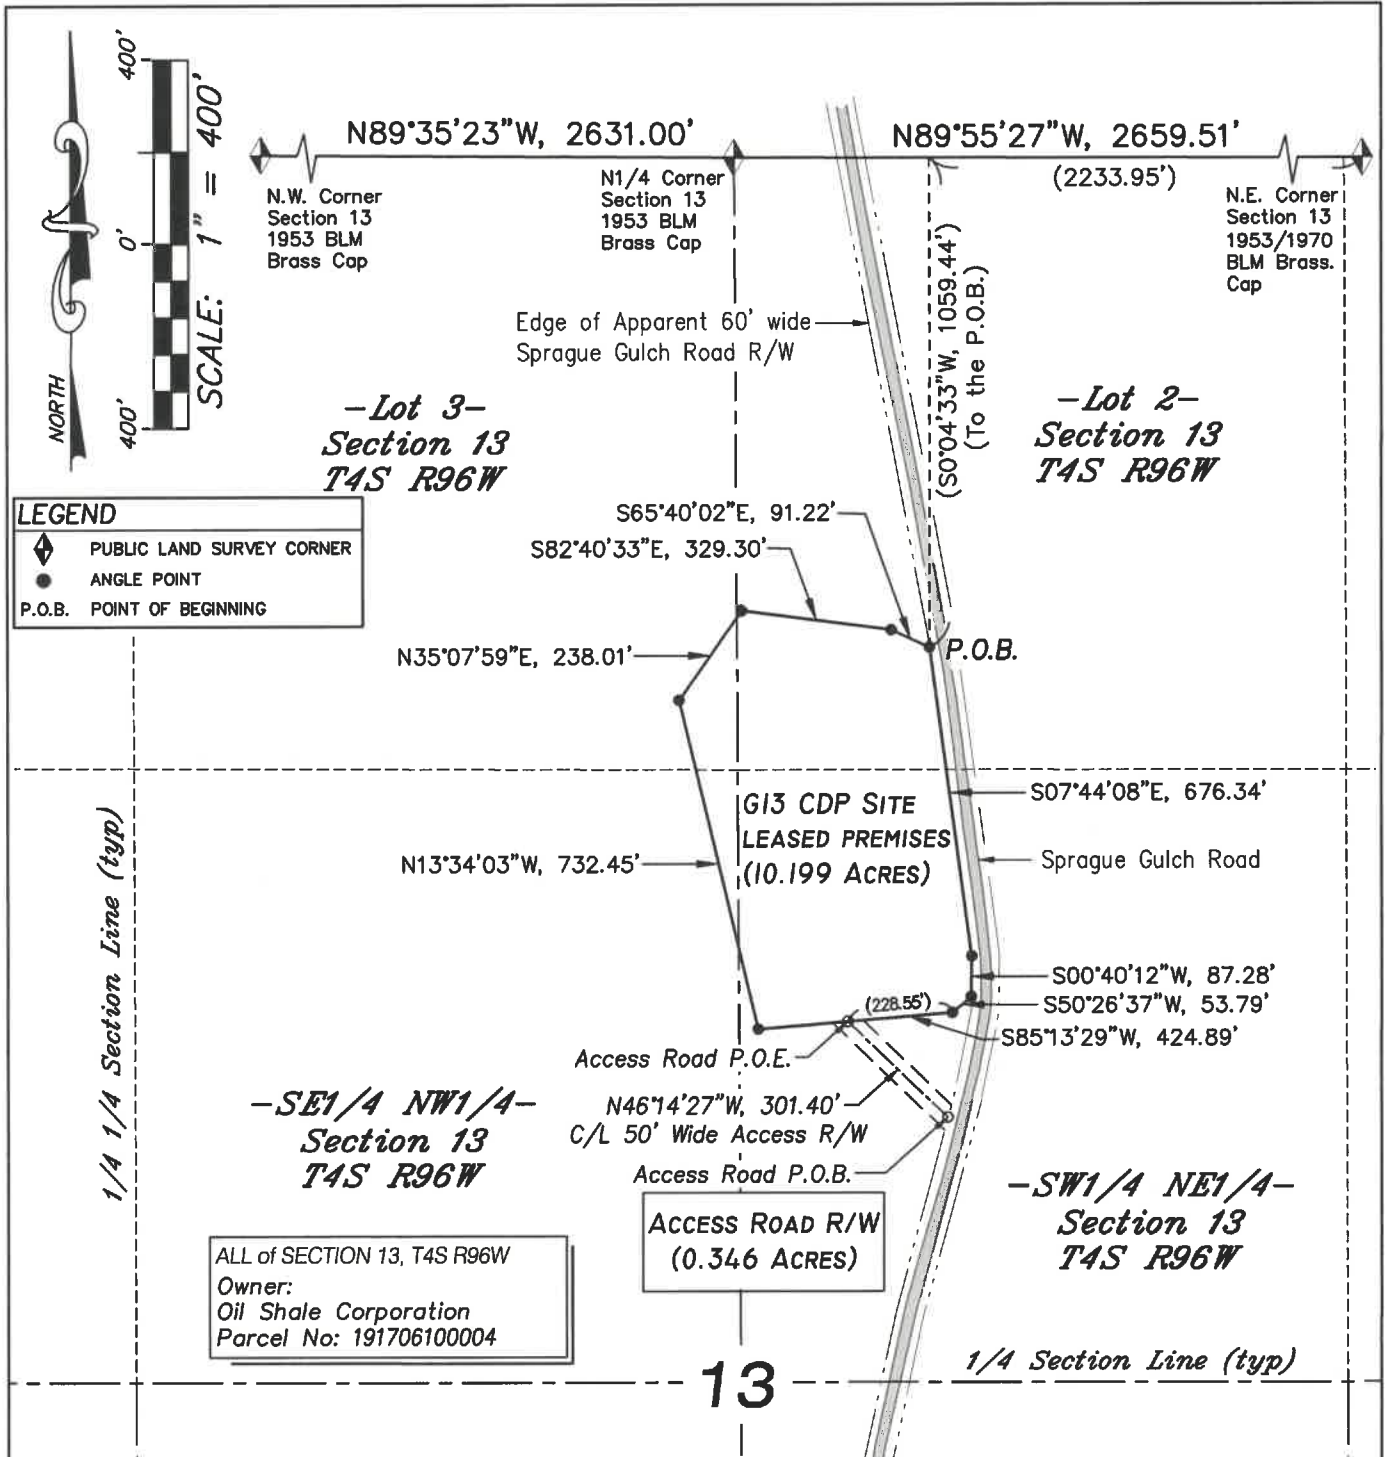 400'
0'
400'
SCALE: 1" = 400'
NORTH
N89°35'23"W, 2631.00'
N89°55'27"W, 2659.51'
(2233.95')
N.W. Corner
Section 13
1953 BLM
Brass Cap
N1/4 Corner
Section 13
1953 BLM
Brass Cap
N.E. Corner
Section 13
1953/1970
BLM Brass.
Cap
(S0°04'33"W, 1059.44')
(To the P.O.B.)
Edge of Apparent 60' wide
Sprague Gulch Road R/W
-Lot 3-
Section 13
T4S R96W
-Lot 2-
Section 13
T4S R96W
LEGEND
PUBLIC LAND SURVEY CORNER
ANGLE POINT
P.O.B. POINT OF BEGINNING
S65°40'02"E, 91.22'
S82°40'33"E, 329.30'
N35°07'59"E, 238.01'
P.O.B.
G13 CDP SITE
LEASED PREMISES
(10.199 ACRES)
S07°44'08"E, 676.34'
Sprague Gulch Road
N13°34'03"W, 732.45'
1/4 1/4 Section Line (typ)
S00°40'12"W, 87.28'
(228.55')
S50°26'37"W, 53.79'
S85°13'29"W, 424.89'
Access Road P.O.E.
N46°14'27"W, 301.40'
C/L 50' Wide Access R/W
Access Road P.O.B.
-SE1/4 NW1/4-
Section 13
T4S R96W
-SW1/4 NE1/4-
Section 13
T4S R96W
ACCESS ROAD R/W
(0.346 ACRES)
ALL of SECTION 13, T4S R96W
Owner:
Oil Shale Corporation
Parcel No: 191706100004
1/4 Section Line (typ)
13